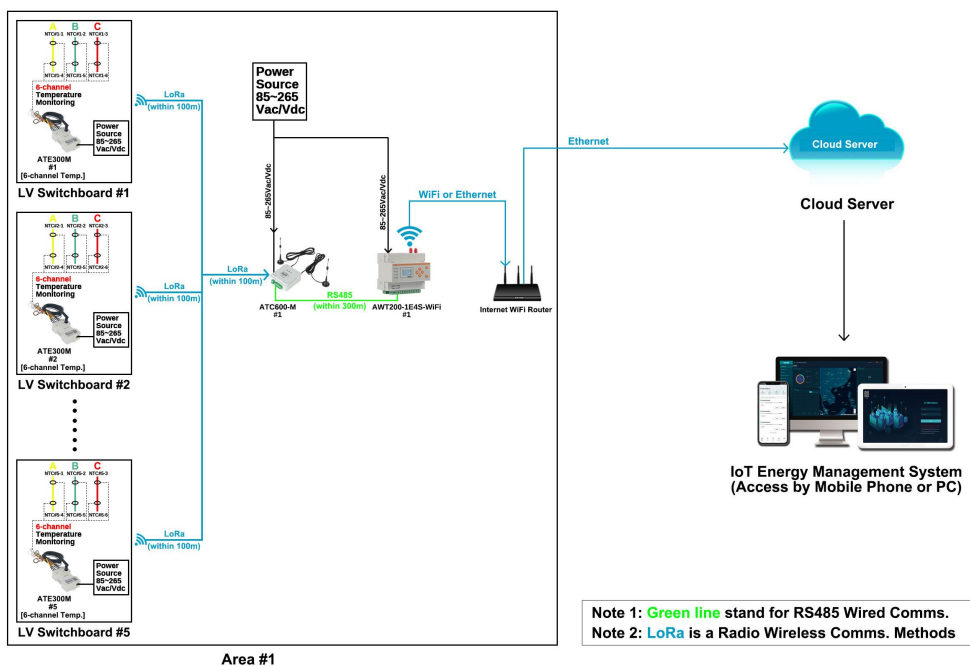 A B C
NTC#1-1 NTC#1-2 NTC#1-3
NTC#1-4 NTC#1-5 NTC#1-6
6-channel
Temperature
Monitoring
Power
Source
85~265
Vac/Vdc
ATE300M
#1
[6-channel Temp.]
LV Switchboard #1
LoRa
(within 100m)
A B C
NTC#2-1 NTC#2-2 NTC#2-3
NTC#2-4 NTC#2-5 NTC#2-6
6-channel
Temperature
Monitoring
Power
Source
85~265
Vac/Vdc
ATE300M
#2
[6-channel Temp.]
LV Switchboard #2
LoRa
(within 100m)
A B C
NTC#5-1 NTC#5-2 NTC#5-3
NTC#5-4 NTC#5-5 NTC#5-6
6-channel
Temperature
Monitoring
Power
Source
85~265
Vac/Vdc
ATE300M
#5
[6-channel Temp.]
LV Switchboard #5
LoRa
(within 100m)
LoRa
(within 100m)
Power
Source
85~265
Vac/Vdc
85~265Vac/Vdc
85~265Vac/Vdc
WiFi or Ethernet
RS485
(within 300m)
ATC600-M
#1
AWT200-1E4S-WiFi
#1
Internet WiFi Router
Ethernet
Area #1
Cloud Server
Cloud Server
IoT Energy Management System
(Access by Mobile Phone or PC)
Note 1: Green line stand for RS485 Wired Comms.
Note 2: LoRa is a Radio Wireless Comms. Methods